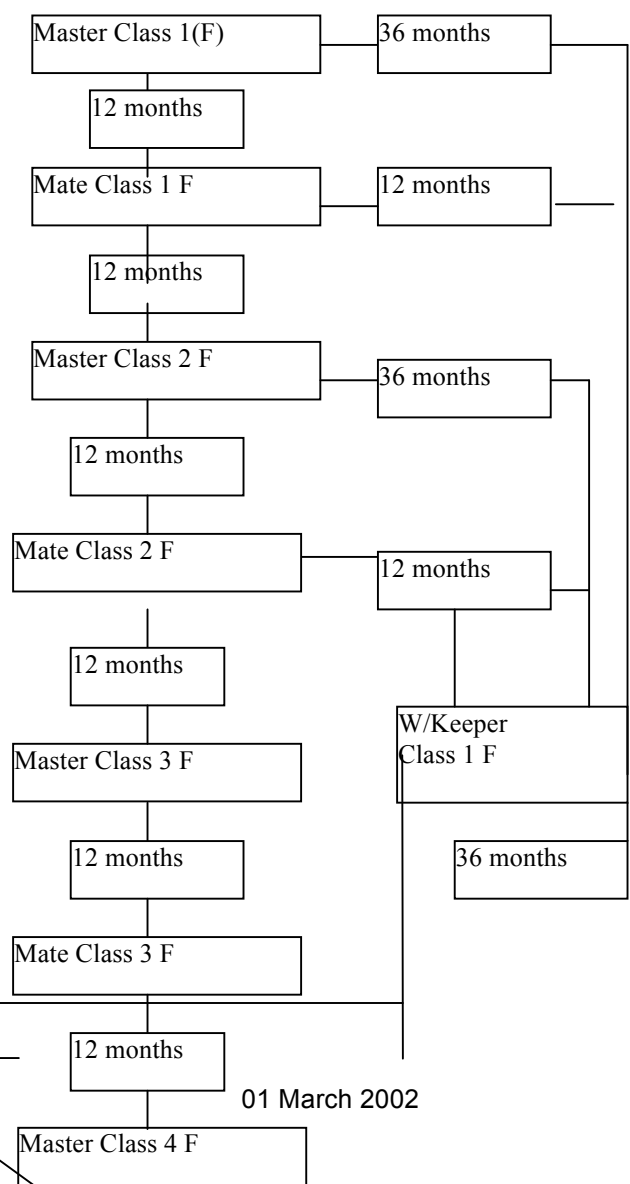 Master Class 1(F)
36 months
12 months
Mate Class 1 F
12 months
12 months
Master Class 2 F
36 months
12 months
Mate Class 2 F
12 months
12 months
W/Keeper
Class 1 F
Master Class 3 F
12 months
36 months
Mate Class 3 F
12 months
01 March 2002
Master Class 4 F